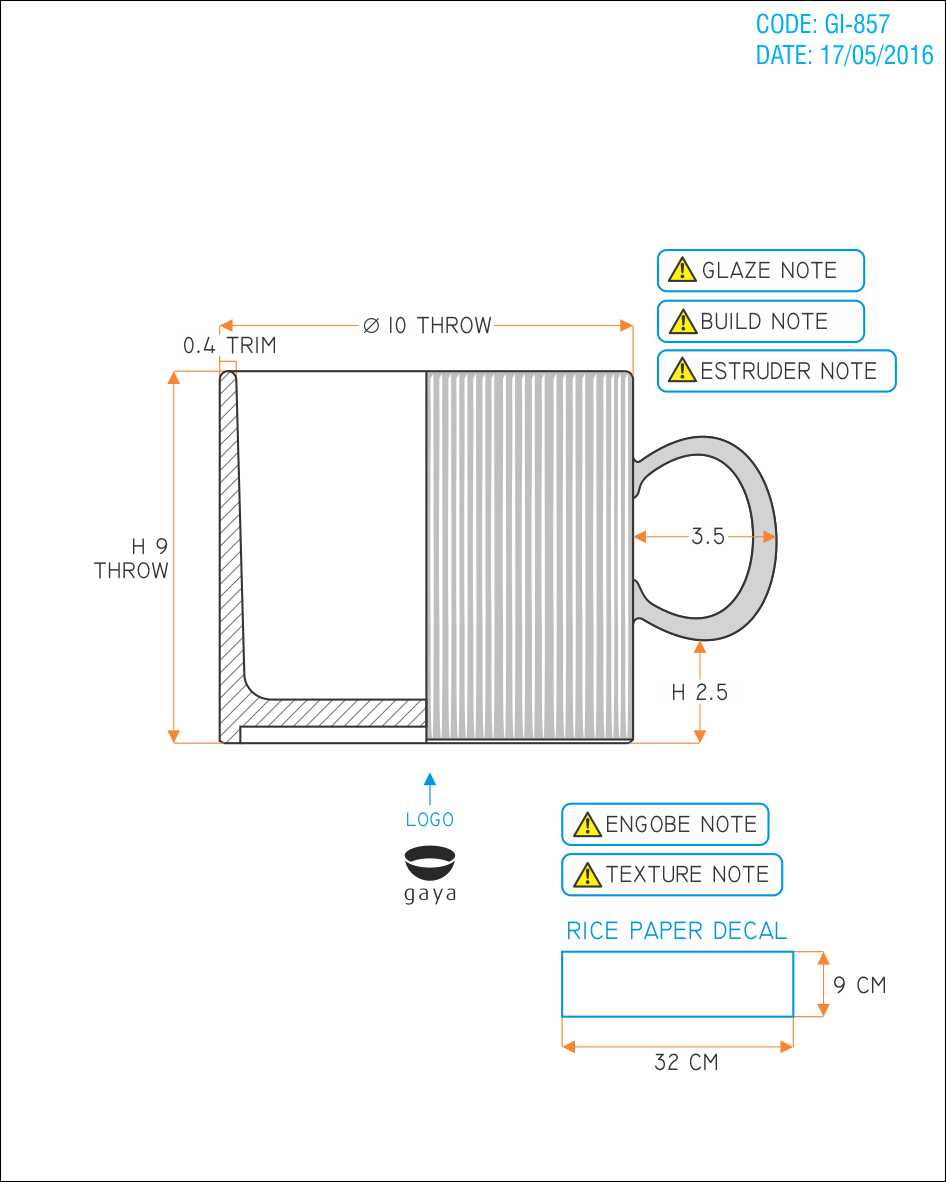 CODE: GI-857
DATE: 17/05/2016
GLAZE NOTE
BUILD NOTE
ESTRUDER NOTE
Ø 10 THROW
0.4 TRIM
H 9
THROW
3.5
H 2.5
LOGO
gaya
ENGOBE NOTE
TEXTURE NOTE
RICE PAPER DECAL
9 CM
32 CM